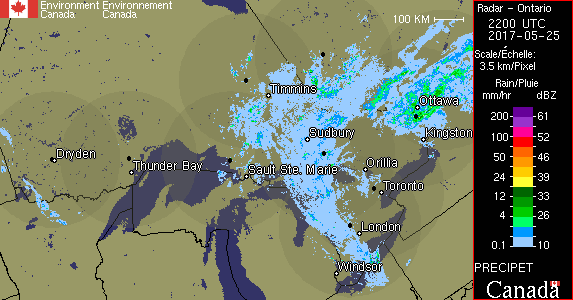 Environment Environnement
Canada Canada
100 KM
Radar - Ontario
2200 UTC
2017-05-25
Scale/Échelle:
3.5 km/Pixel
Rain/Pluie
mm/hr dBZ
200 61
100 52
50 46
24 39
12 33
4 26
0.1 10
Timmins
Ottawa
Sudbury
Kingston
Dryden
Thunder Bay
Sault Ste. Marie
Orillia
Toronto
London
Windsor
PRECIPET
Canada